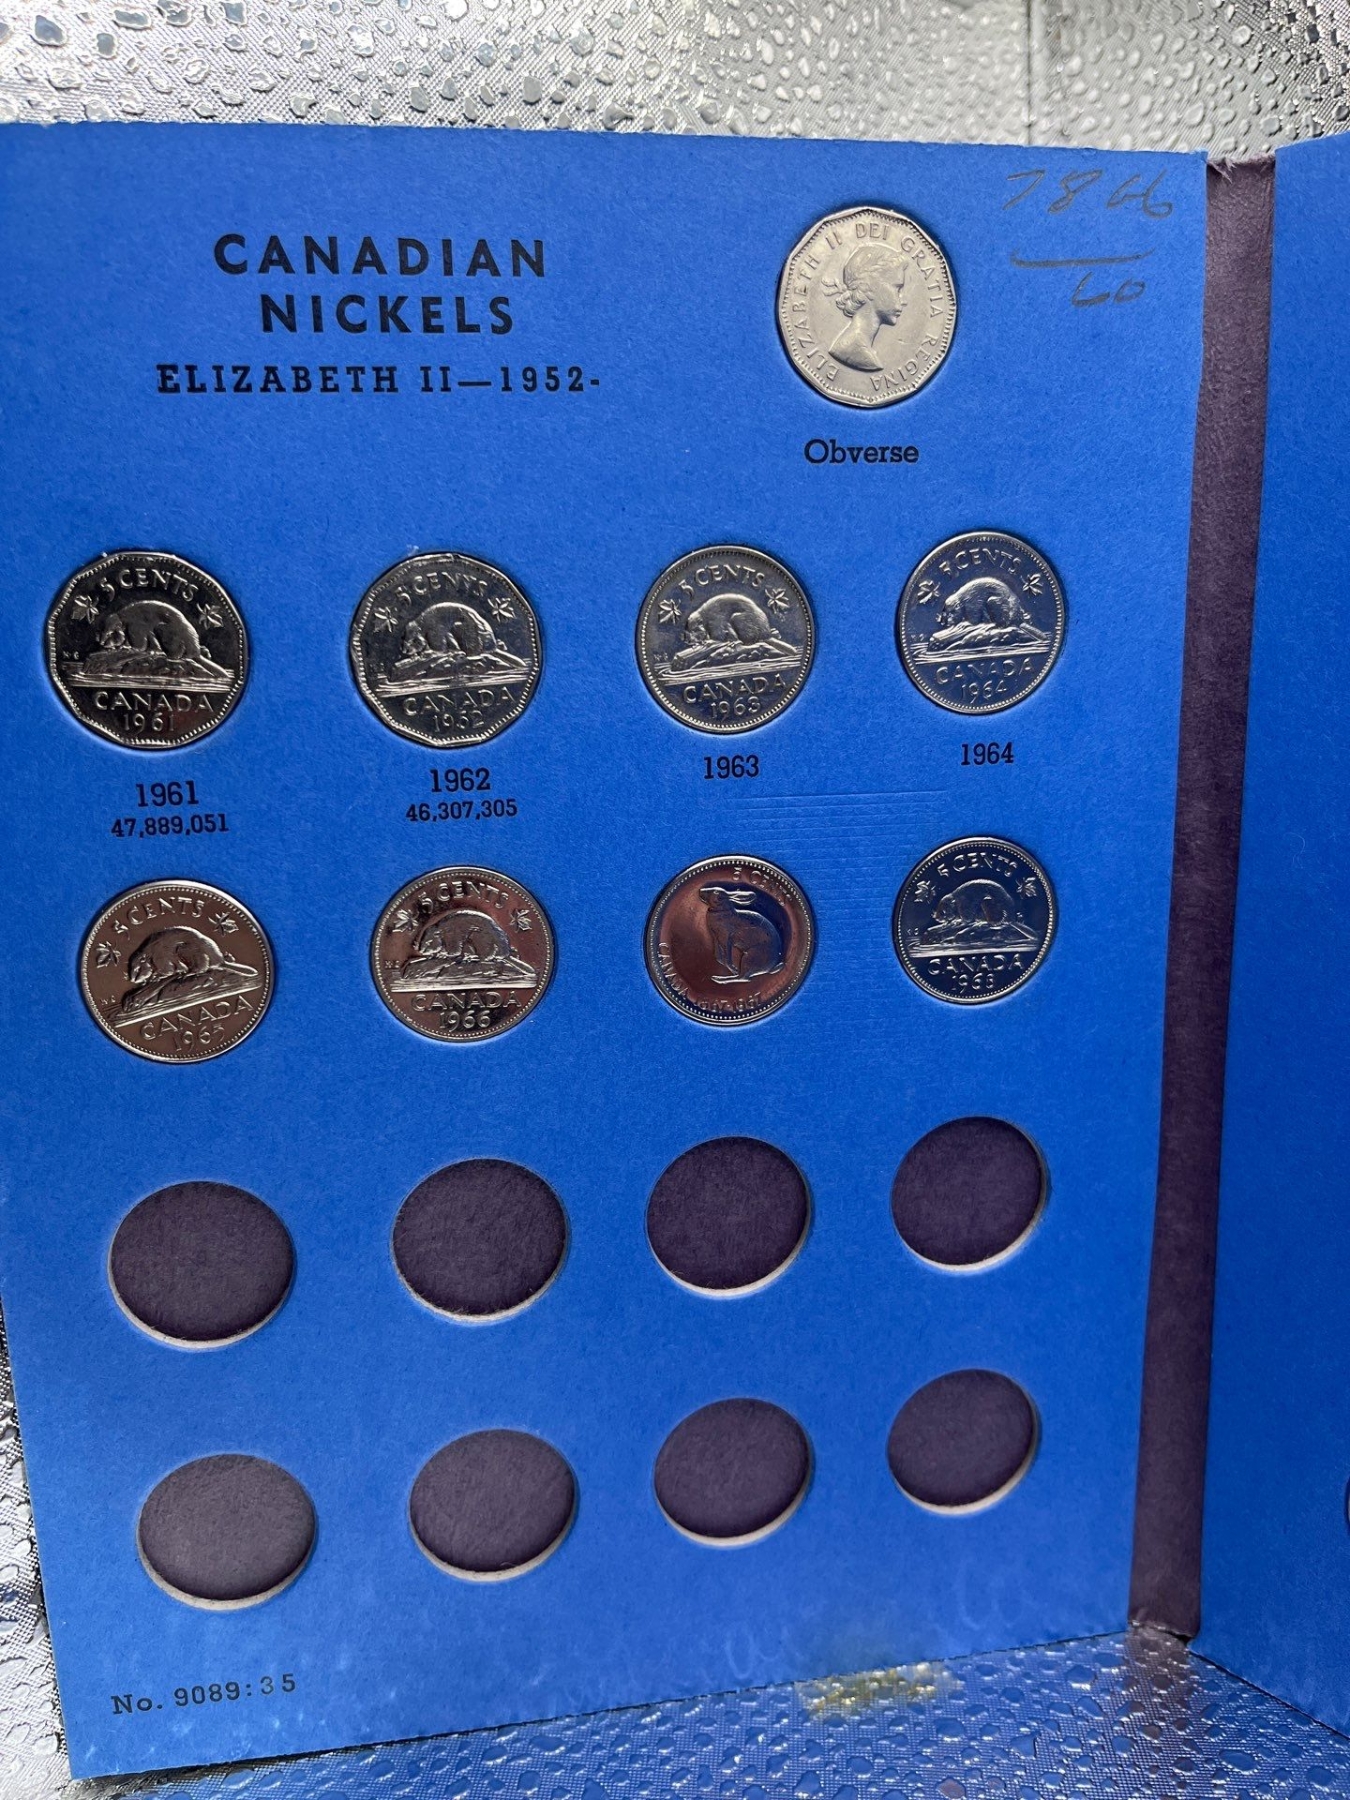 CANADIAN
NICKELS
ELIZABETH II—1952-
7866
60
ELIZABETH II DEI GRATIA REGINA
Obverse
5 CENTS
CANADA
1961
5 CENTS
CANADA
1962
5 CENTS
CANADA
1963
5 CENTS
CANADA
1964
1961
47,889,051
1962
46,307,305
1963
1964
5 CENTS
CANADA
1965
5 CENTS
CANADA
1966
CANADA
5 CENTS
CANADA
No. 9089:35